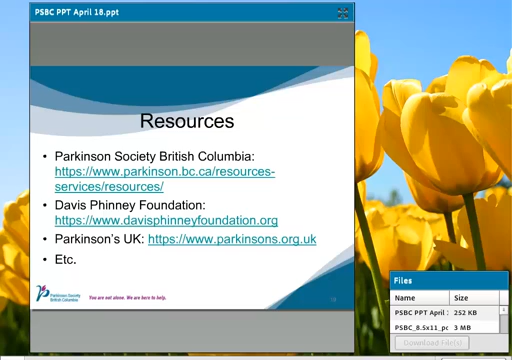 PSBC PPT April 18.ppt
Resources
• Parkinson Society British Columbia:
https://www.parkinson.bc.ca/resources-
services/resources/
• Davis Phinney Foundation:
https://www.davisphinneyfoundation.org
• Parkinson's UK: https://www.parkinsons.org.uk
• Etc.
Parkinson Society
British Columbia
You are not alone. We are here to help.
Files
Name Size
PSBC PPT April 252 KB
PSBC_8.5x11_pc 3 MB
Download File(s)